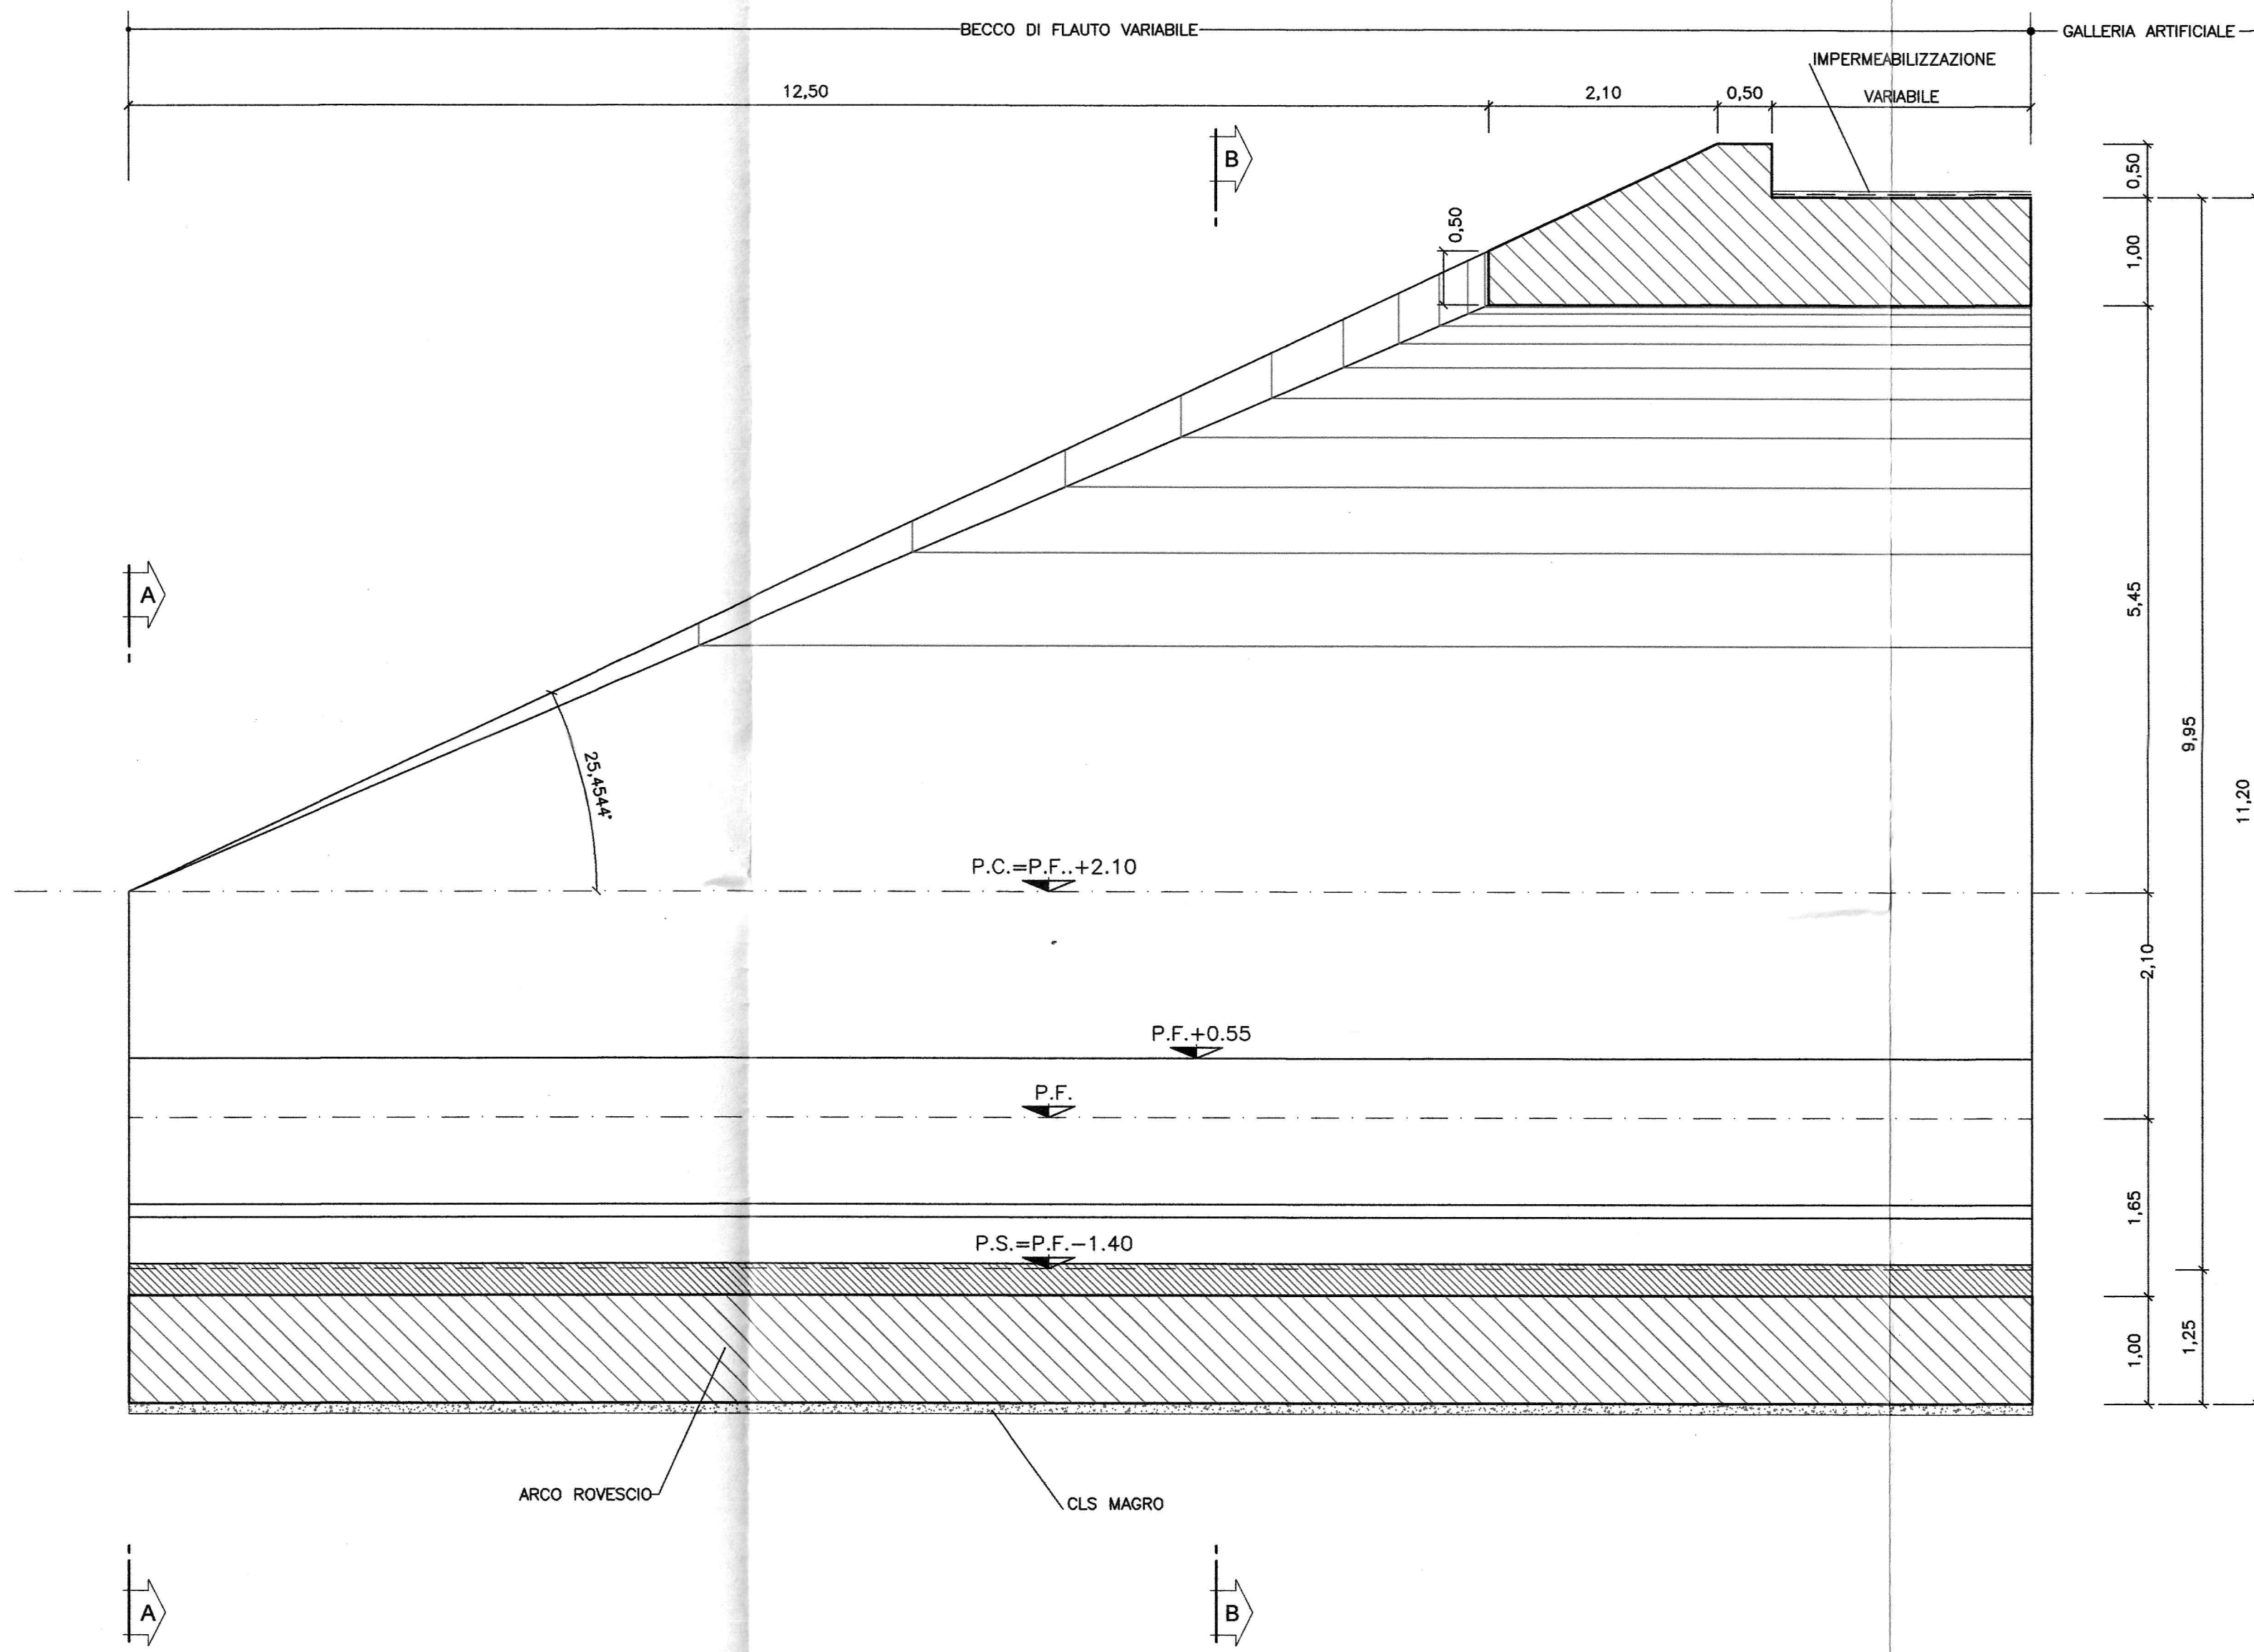 BECCO DI FLAUTO VARIABILE
GALLERIA ARTIFICIALE
IMPERMEABILIZZAZIONE
12,50
2,10
0,50
VARIABILE
B
0,50
0,50
1,00
A
5,45
9,95
25,4544°
11,20
P.C.=P.F..+2.10
2,10
P.F.+0.55
P.F.
1,65
P.S.=P.F.-1.40
1,00
1,25
ARCO ROVESCIO
CLS MAGRO
A
B